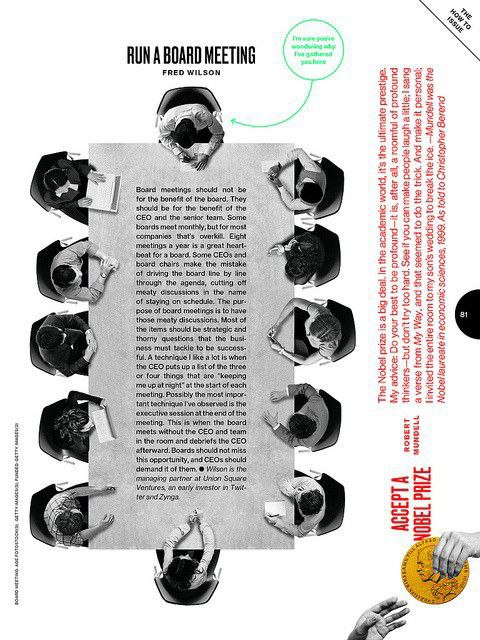 THE
HOW TO
ISSUE
RUN A BOARD MEETING
FRED WILSON
I'm sure you're
wondering why
I've gathered
you here
Board meetings should not be
for the benefit of the board. They
should be for the benefit of the
CEO and the senior team. Some
boards meet monthly, but for most
companies that's overkill. Eight
meetings a year is a great heart-
beat for a board. Some CEOs and
board chairs make the mistake
of driving the board line by line
through the agenda, cutting off
meaty discussions in the name
of staying on schedule. The pur-
pose of board meetings is to have
those meaty discussions. Most of
the items should be strategic and
thorny questions that the busi-
ness must tackle to be success-
ful. A technique I like a lot is when
the CEO puts up a list of the three
or four things that are "keeping
me up at night" at the start of each
meeting. Possibly the most impor-
tant technique I've observed is the
executive session at the end of the
meeting. This is when the board
meets without the CEO and team
in the room and debriefs the CEO
afterward. Boards should not miss
this opportunity, and CEOs should
demand it of them. ● Wilson is the
managing partner at Union Square
Ventures, an early investor in Twit-
ter and Zynga.
ACCEPT A
NOBEL PRIZE
ROBERT
MUNDELL
The Nobel prize is a big deal. In the academic world, it's the ultimate prestige.
My advice: Do your best to be profound—it is, after all, a roomful of profound
thinkers—but don't try too hard. See if you can make people laugh a little; I sang
a verse from My Way, and that seemed to do the trick. And make it personal;
I invited the entire room to my son's wedding to break the ice. —Mundell was the
Nobel laureate in economic sciences, 1999. As told to Christopher Berend
81